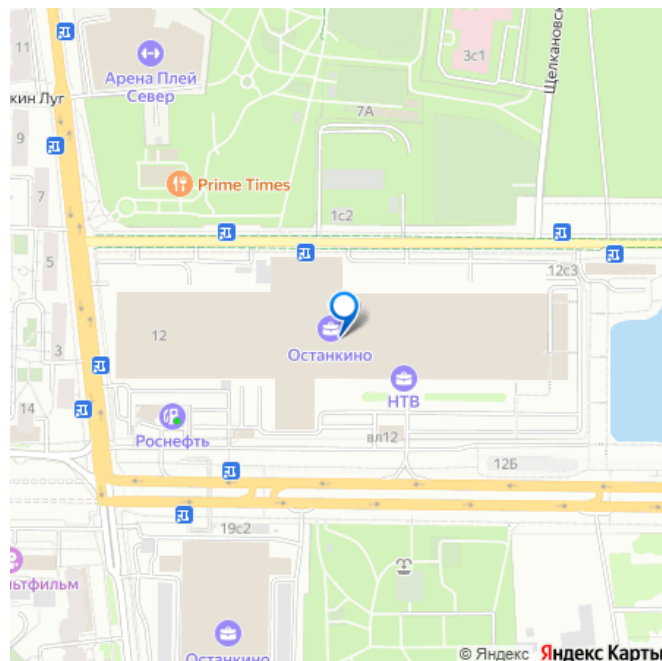 11
Арена Плей
Север
3с1
Щелкановск
кин Луг
7А
9
Prime Times
7
1с2
5
12с3
12
Останкино
3
НТВ
14
Роснефть
вл12
12Б
19с2
льтфильм
Останкино
© Яндекс Яндекс Карты